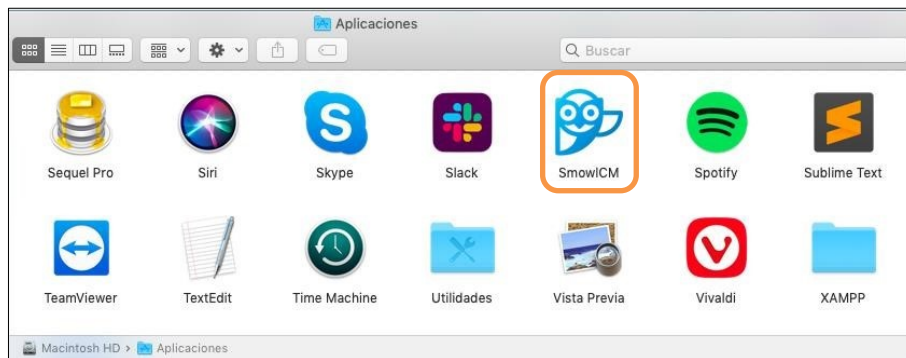 Aplicaciones
Buscar
Sequel Pro Siri Skype Slack SmowlCM Spotify Sublime Text
TeamViewer TextEdit Time Machine Utilidades Vista Previa Vivaldi XAMPP
Macintosh HD › Aplicaciones